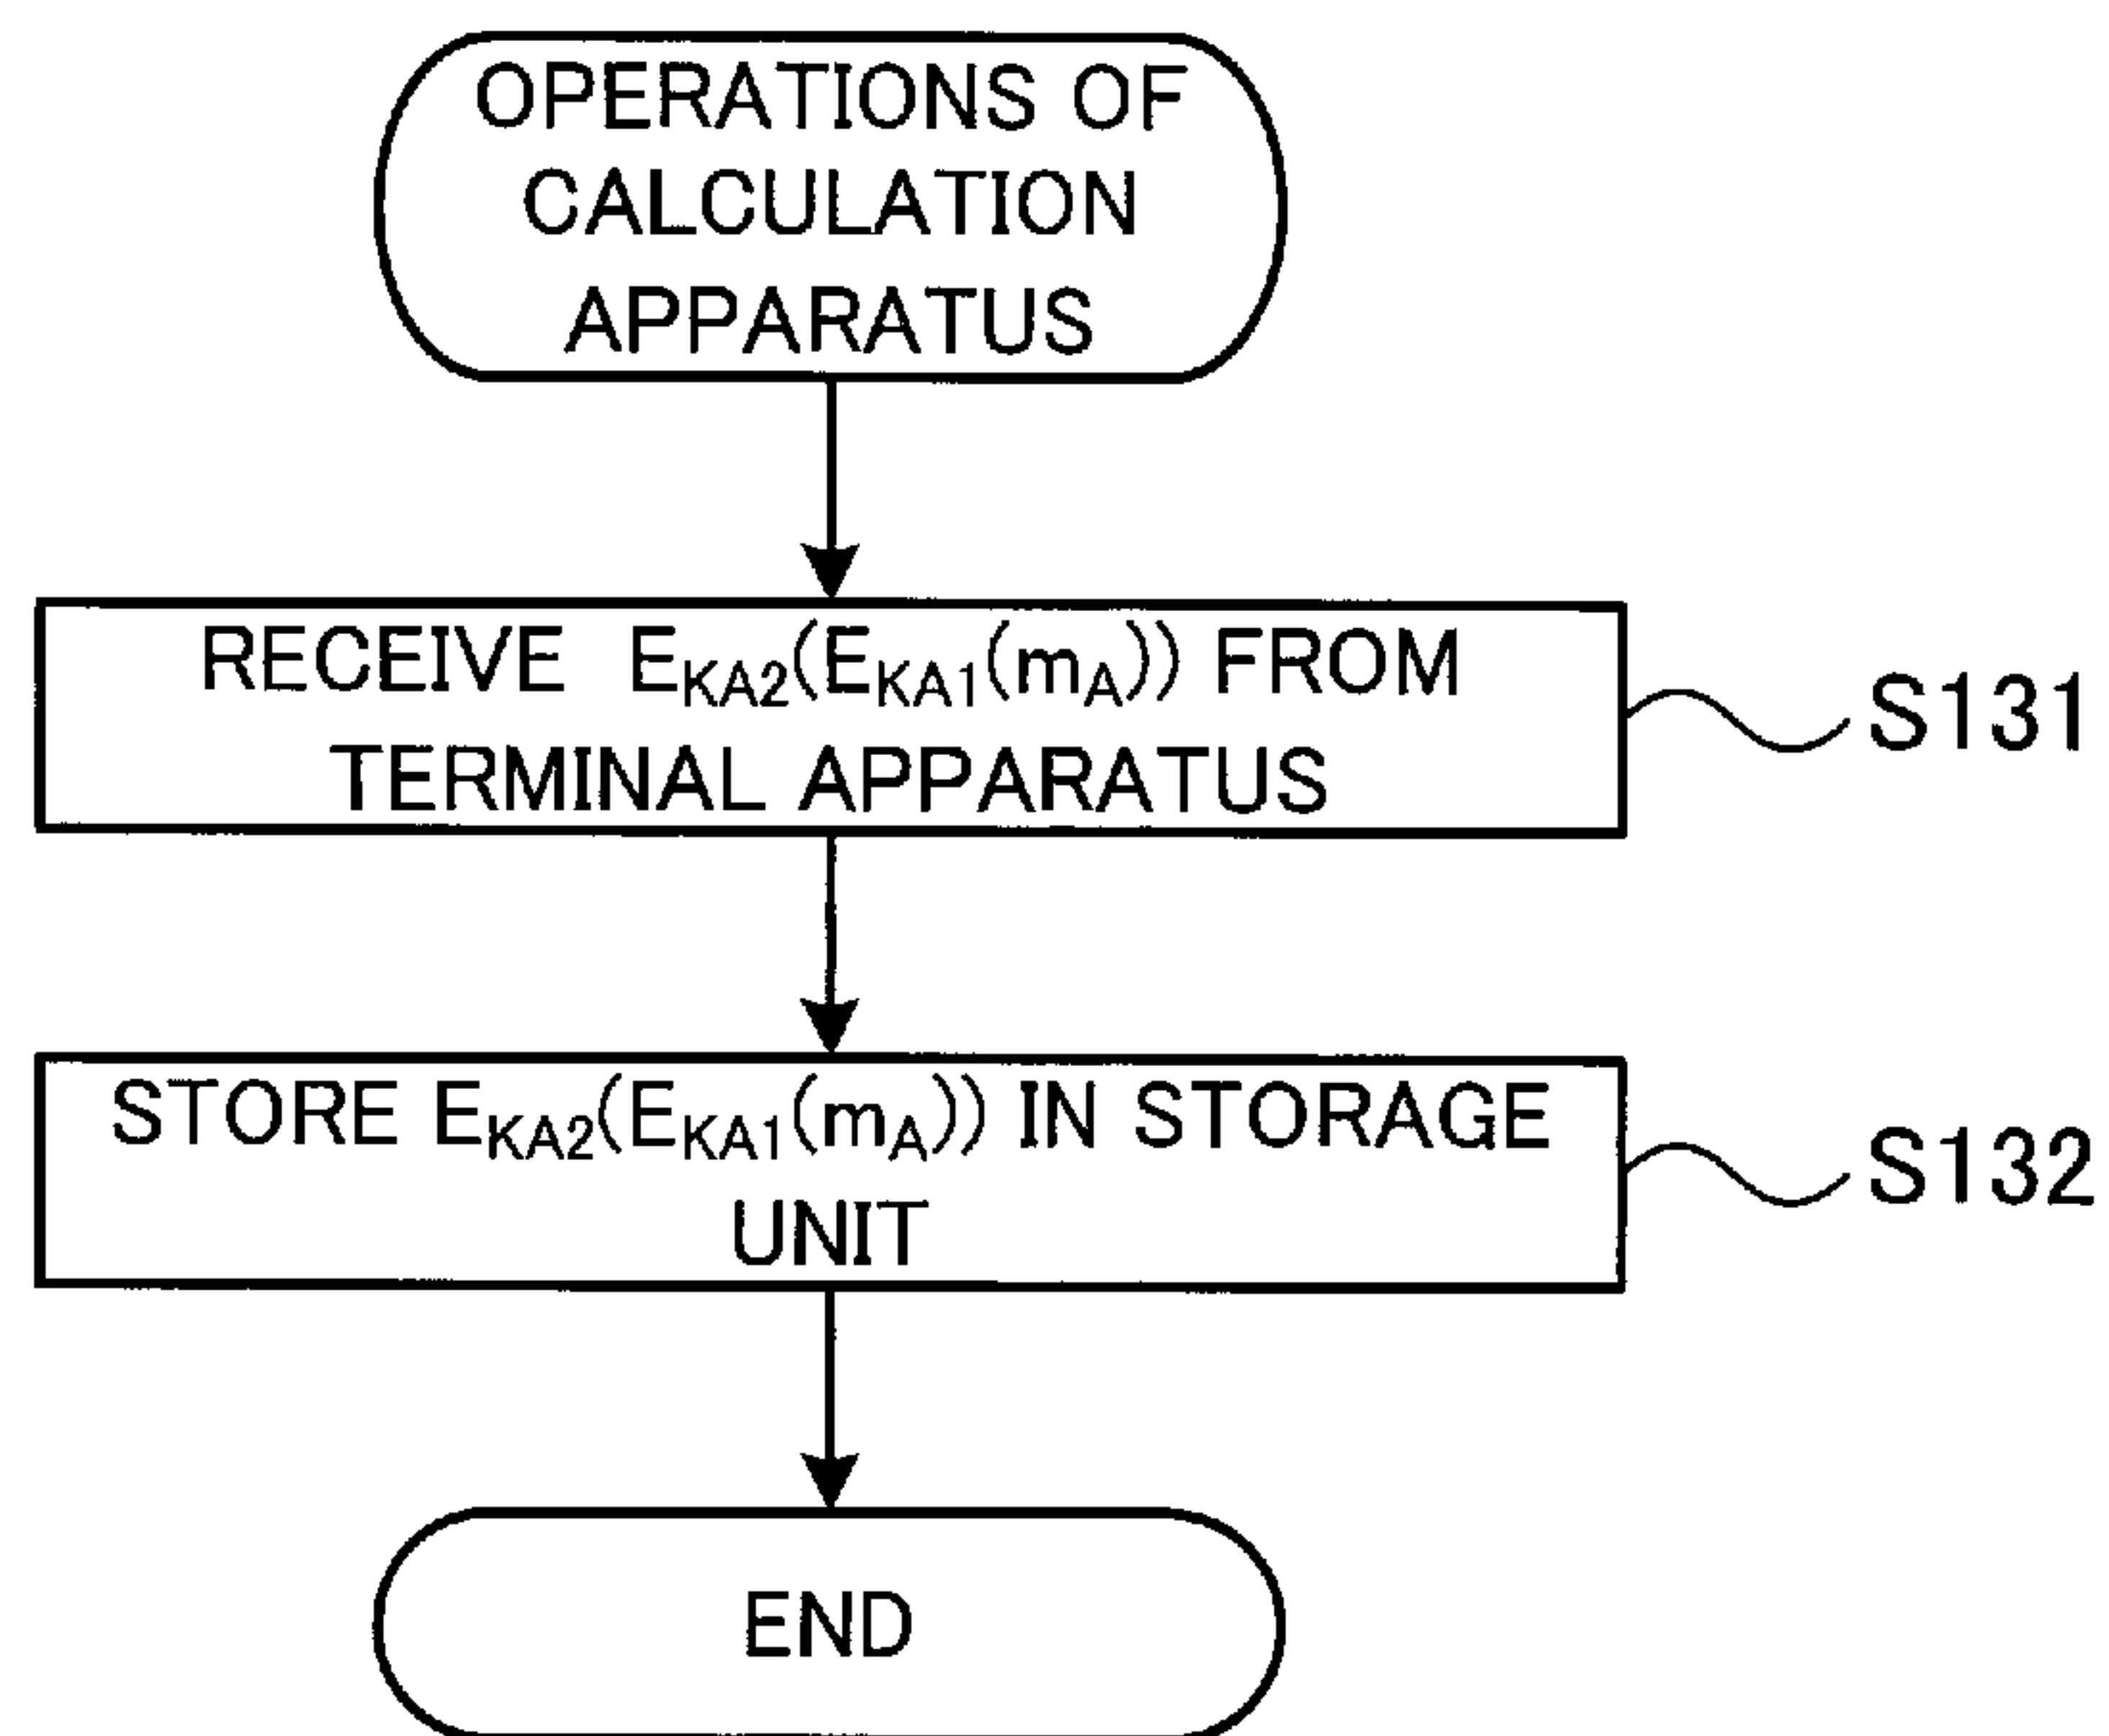 OPERATIONS OF
CALCULATION
APPARATUS
RECEIVE E_KA2(E_KA1(m_A)) FROM
TERMINAL APPARATUS
S131
STORE E_KA2(E_KA1(m_A)) IN STORAGE
UNIT
S132
END